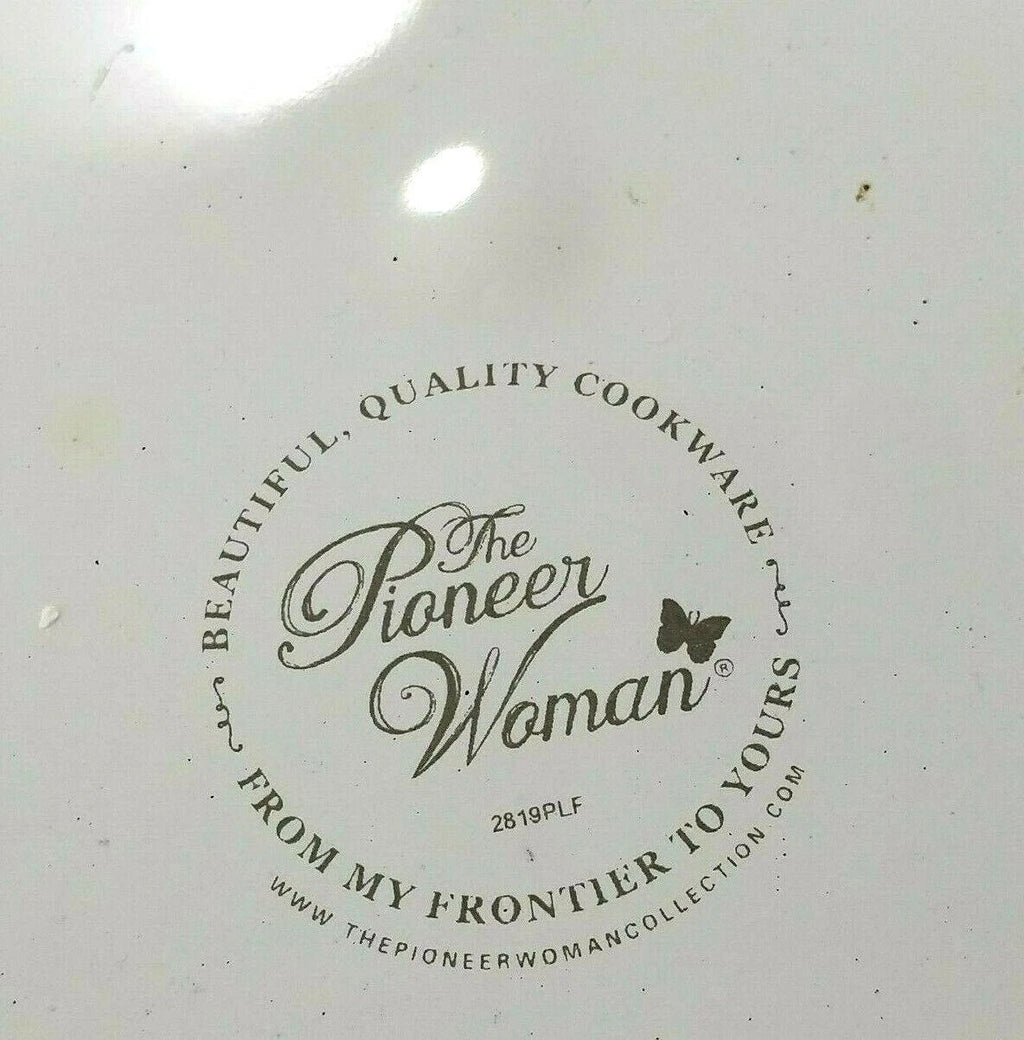 BEAUTIFUL, QUALITY COOKWARE
The
Pioneer
Woman®
2819PLF
FROM MY FRONTIER TO YOURS
WWW THEPIONEERWOMANCOLLECTION COM